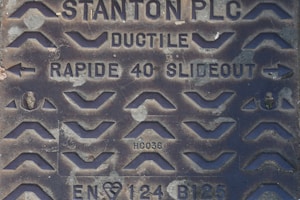 STANTON PLC
DUCTILE
← RAPIDE 40 SLIDEOUT →
HC036
EN 124 B125